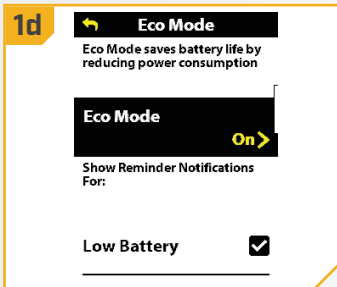 1d
Eco Mode
Eco Mode saves battery life by
reducing power consumption
Eco Mode
On
Show Reminder Notifications
For:
Low Battery